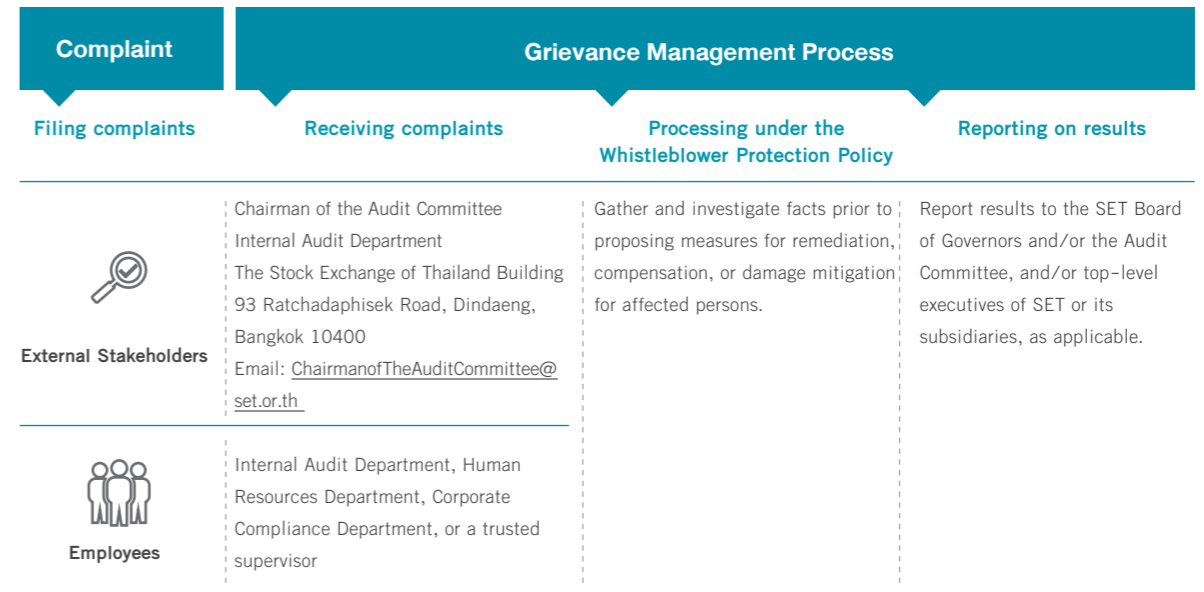 Complaint
Grievance Management Process
Filing complaints
Receiving complaints
Processing under the
Whistleblower Protection Policy
Reporting on results
External Stakeholders
Chairman of the Audit Committee
Internal Audit Department
The Stock Exchange of Thailand Building
93 Ratchadaphisek Road, Dindaeng,
Bangkok 10400
Email: ChairmanofTheAuditCommittee@
set.or.th
Gather and investigate facts prior to
proposing measures for remediation,
compensation, or damage mitigation
for affected persons.
Report results to the SET Board
of Governors and/or the Audit
Committee, and/or top-level
executives of SET or its
subsidiaries, as applicable.
Employees
Internal Audit Department, Human
Resources Department, Corporate
Compliance Department, or a trusted
supervisor